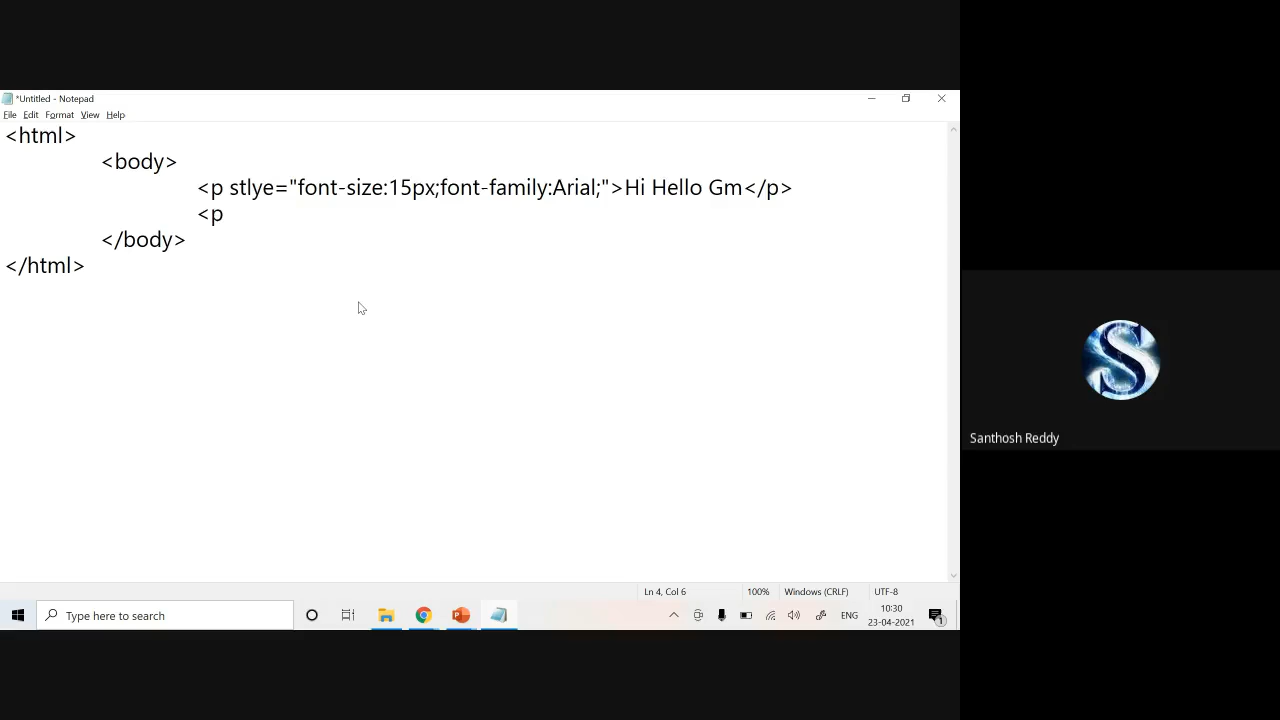 *Untitled - Notepad
File Edit Format View Help
<html>
<body>
<p stlye="font-size:15px;font-family:Arial;">Hi Hello Gm</p>
<p
</body>
</html>
S
Santhosh Reddy
Ln 4, Col 6 100% Windows (CRLF) UTF-8
Type here to search
ENG
10:30
23-04-2021
1